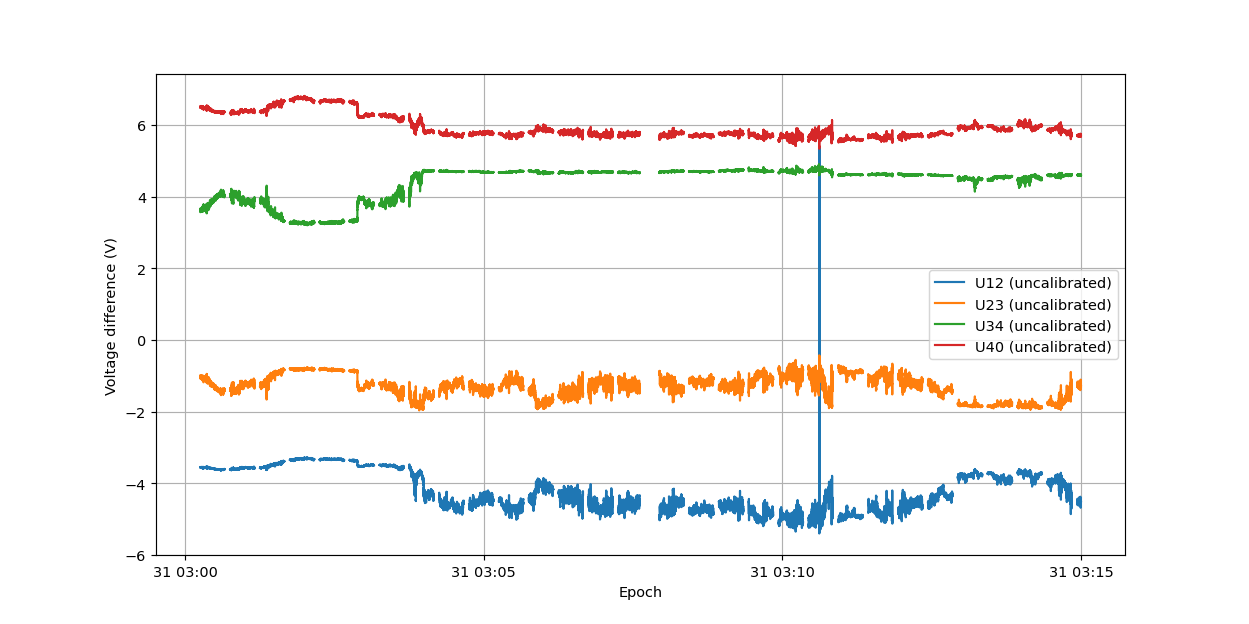 Voltage difference (V)
6
4
2
0
−2
−4
−6
U12 (uncalibrated)
U23 (uncalibrated)
U34 (uncalibrated)
U40 (uncalibrated)
31 03:00
31 03:05
31 03:10
31 03:15
Epoch